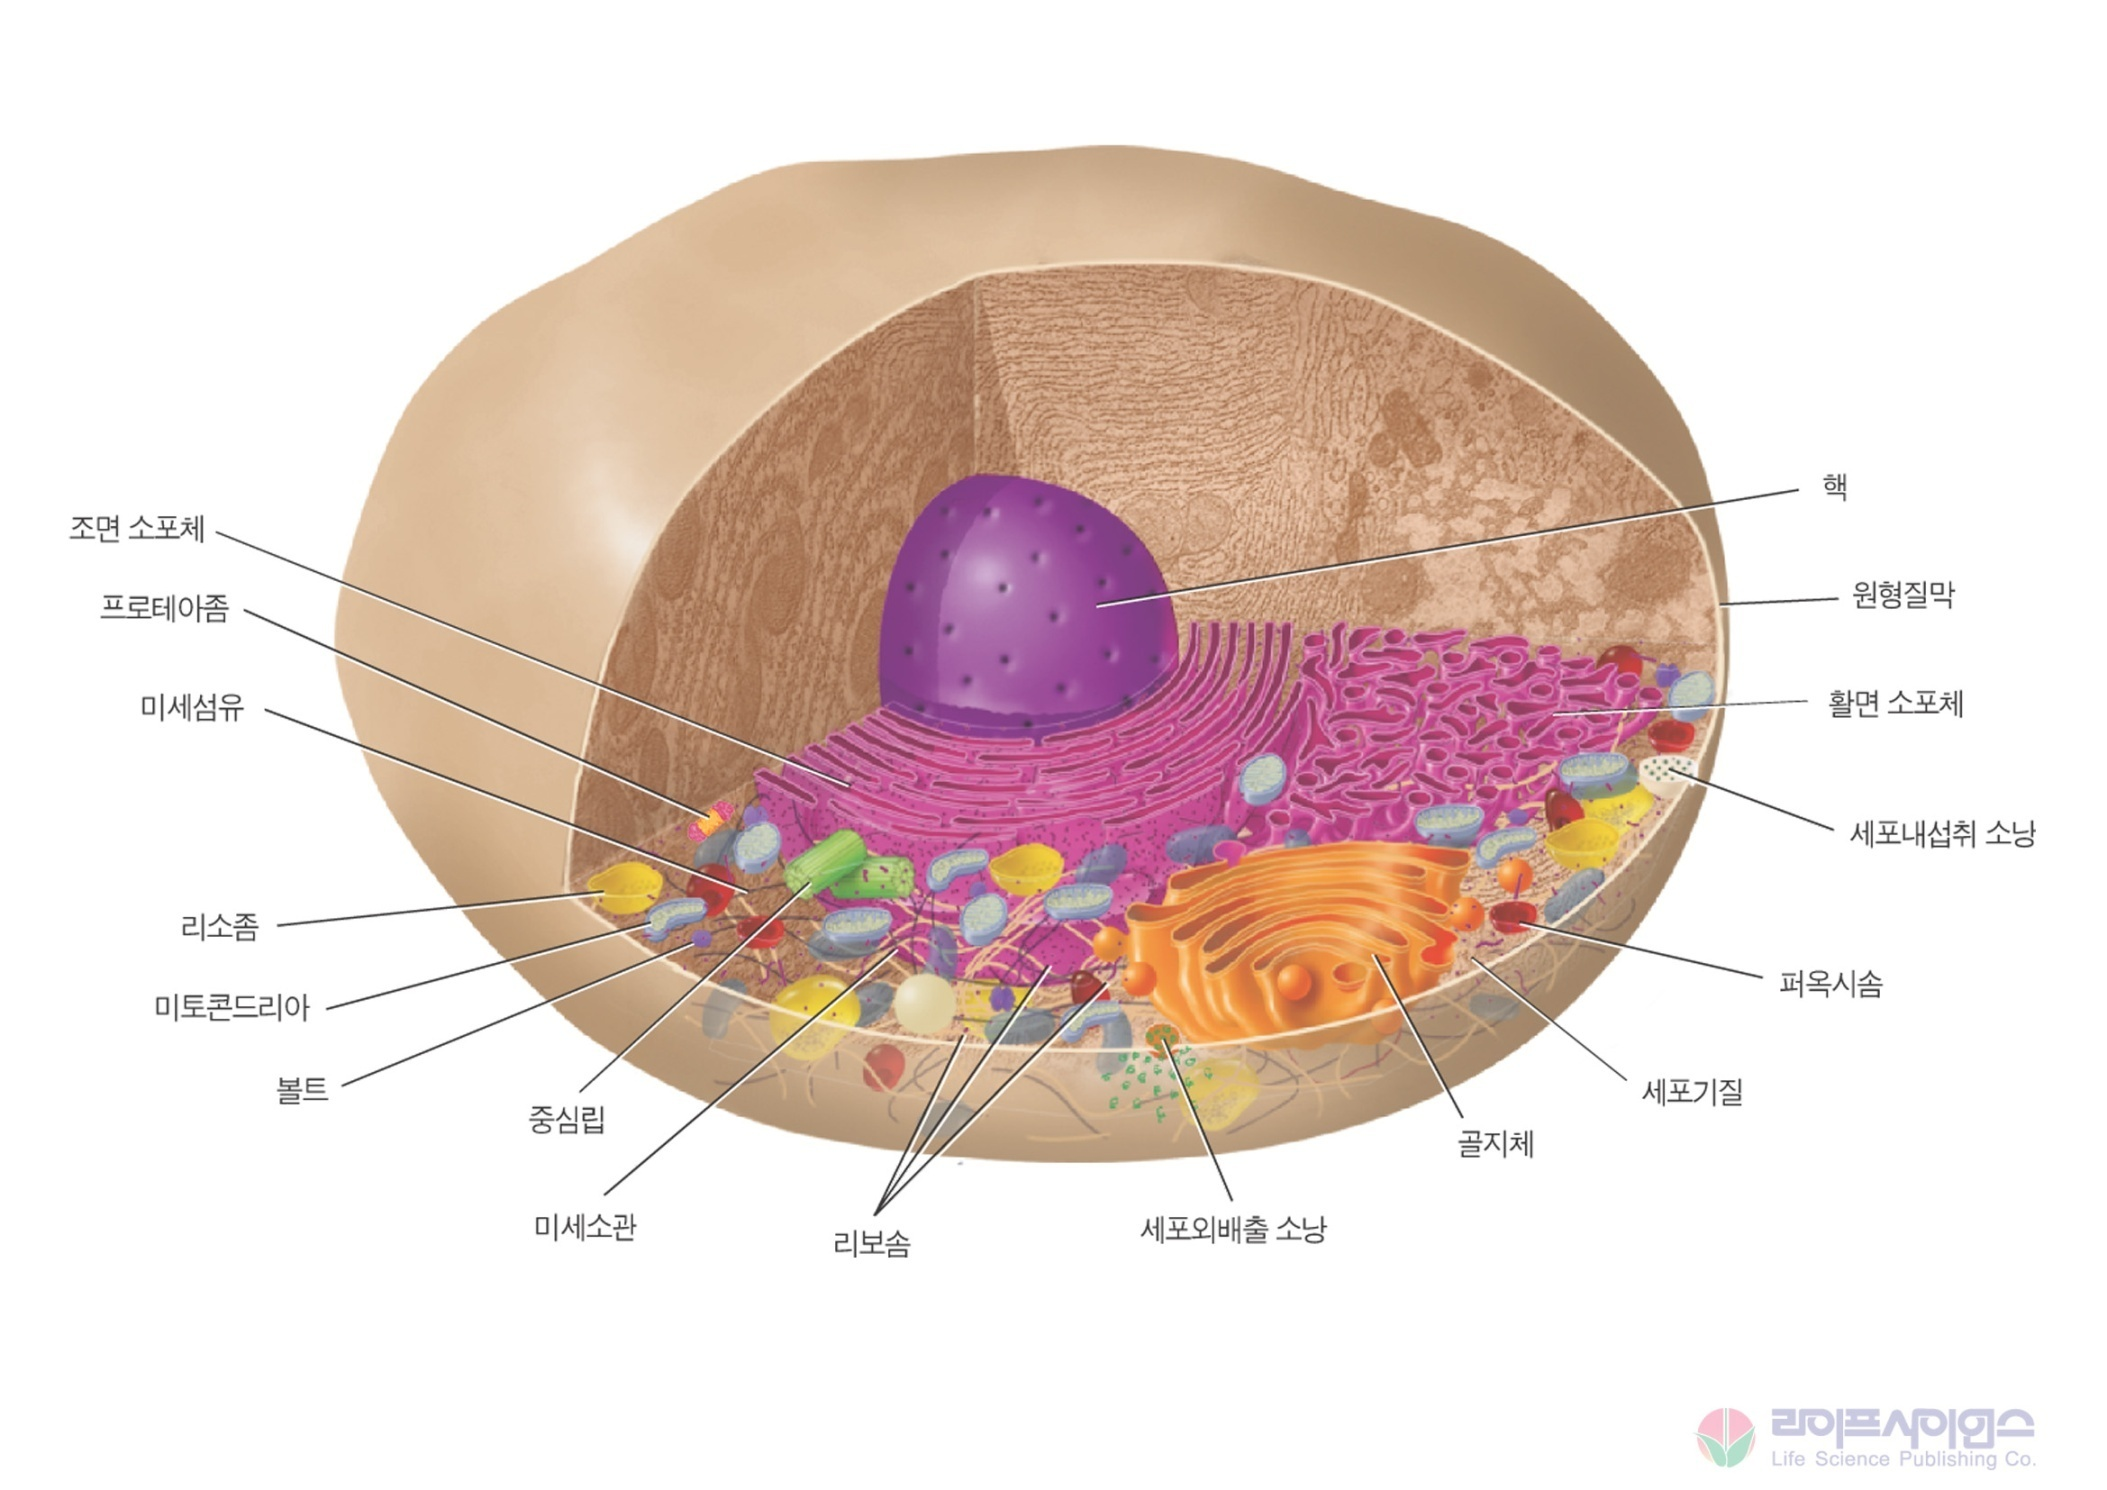 조면 소포체
프로테아좀
미세섬유
리소좀
미토콘드리아
볼트
중심립
미세소관
리보솜
세포외배출 소낭
골지체
세포기질
퍼옥시솜
세포내섭취 소낭
활면 소포체
원형질막
핵
라이프사이언스
Life Science Publishing Co.